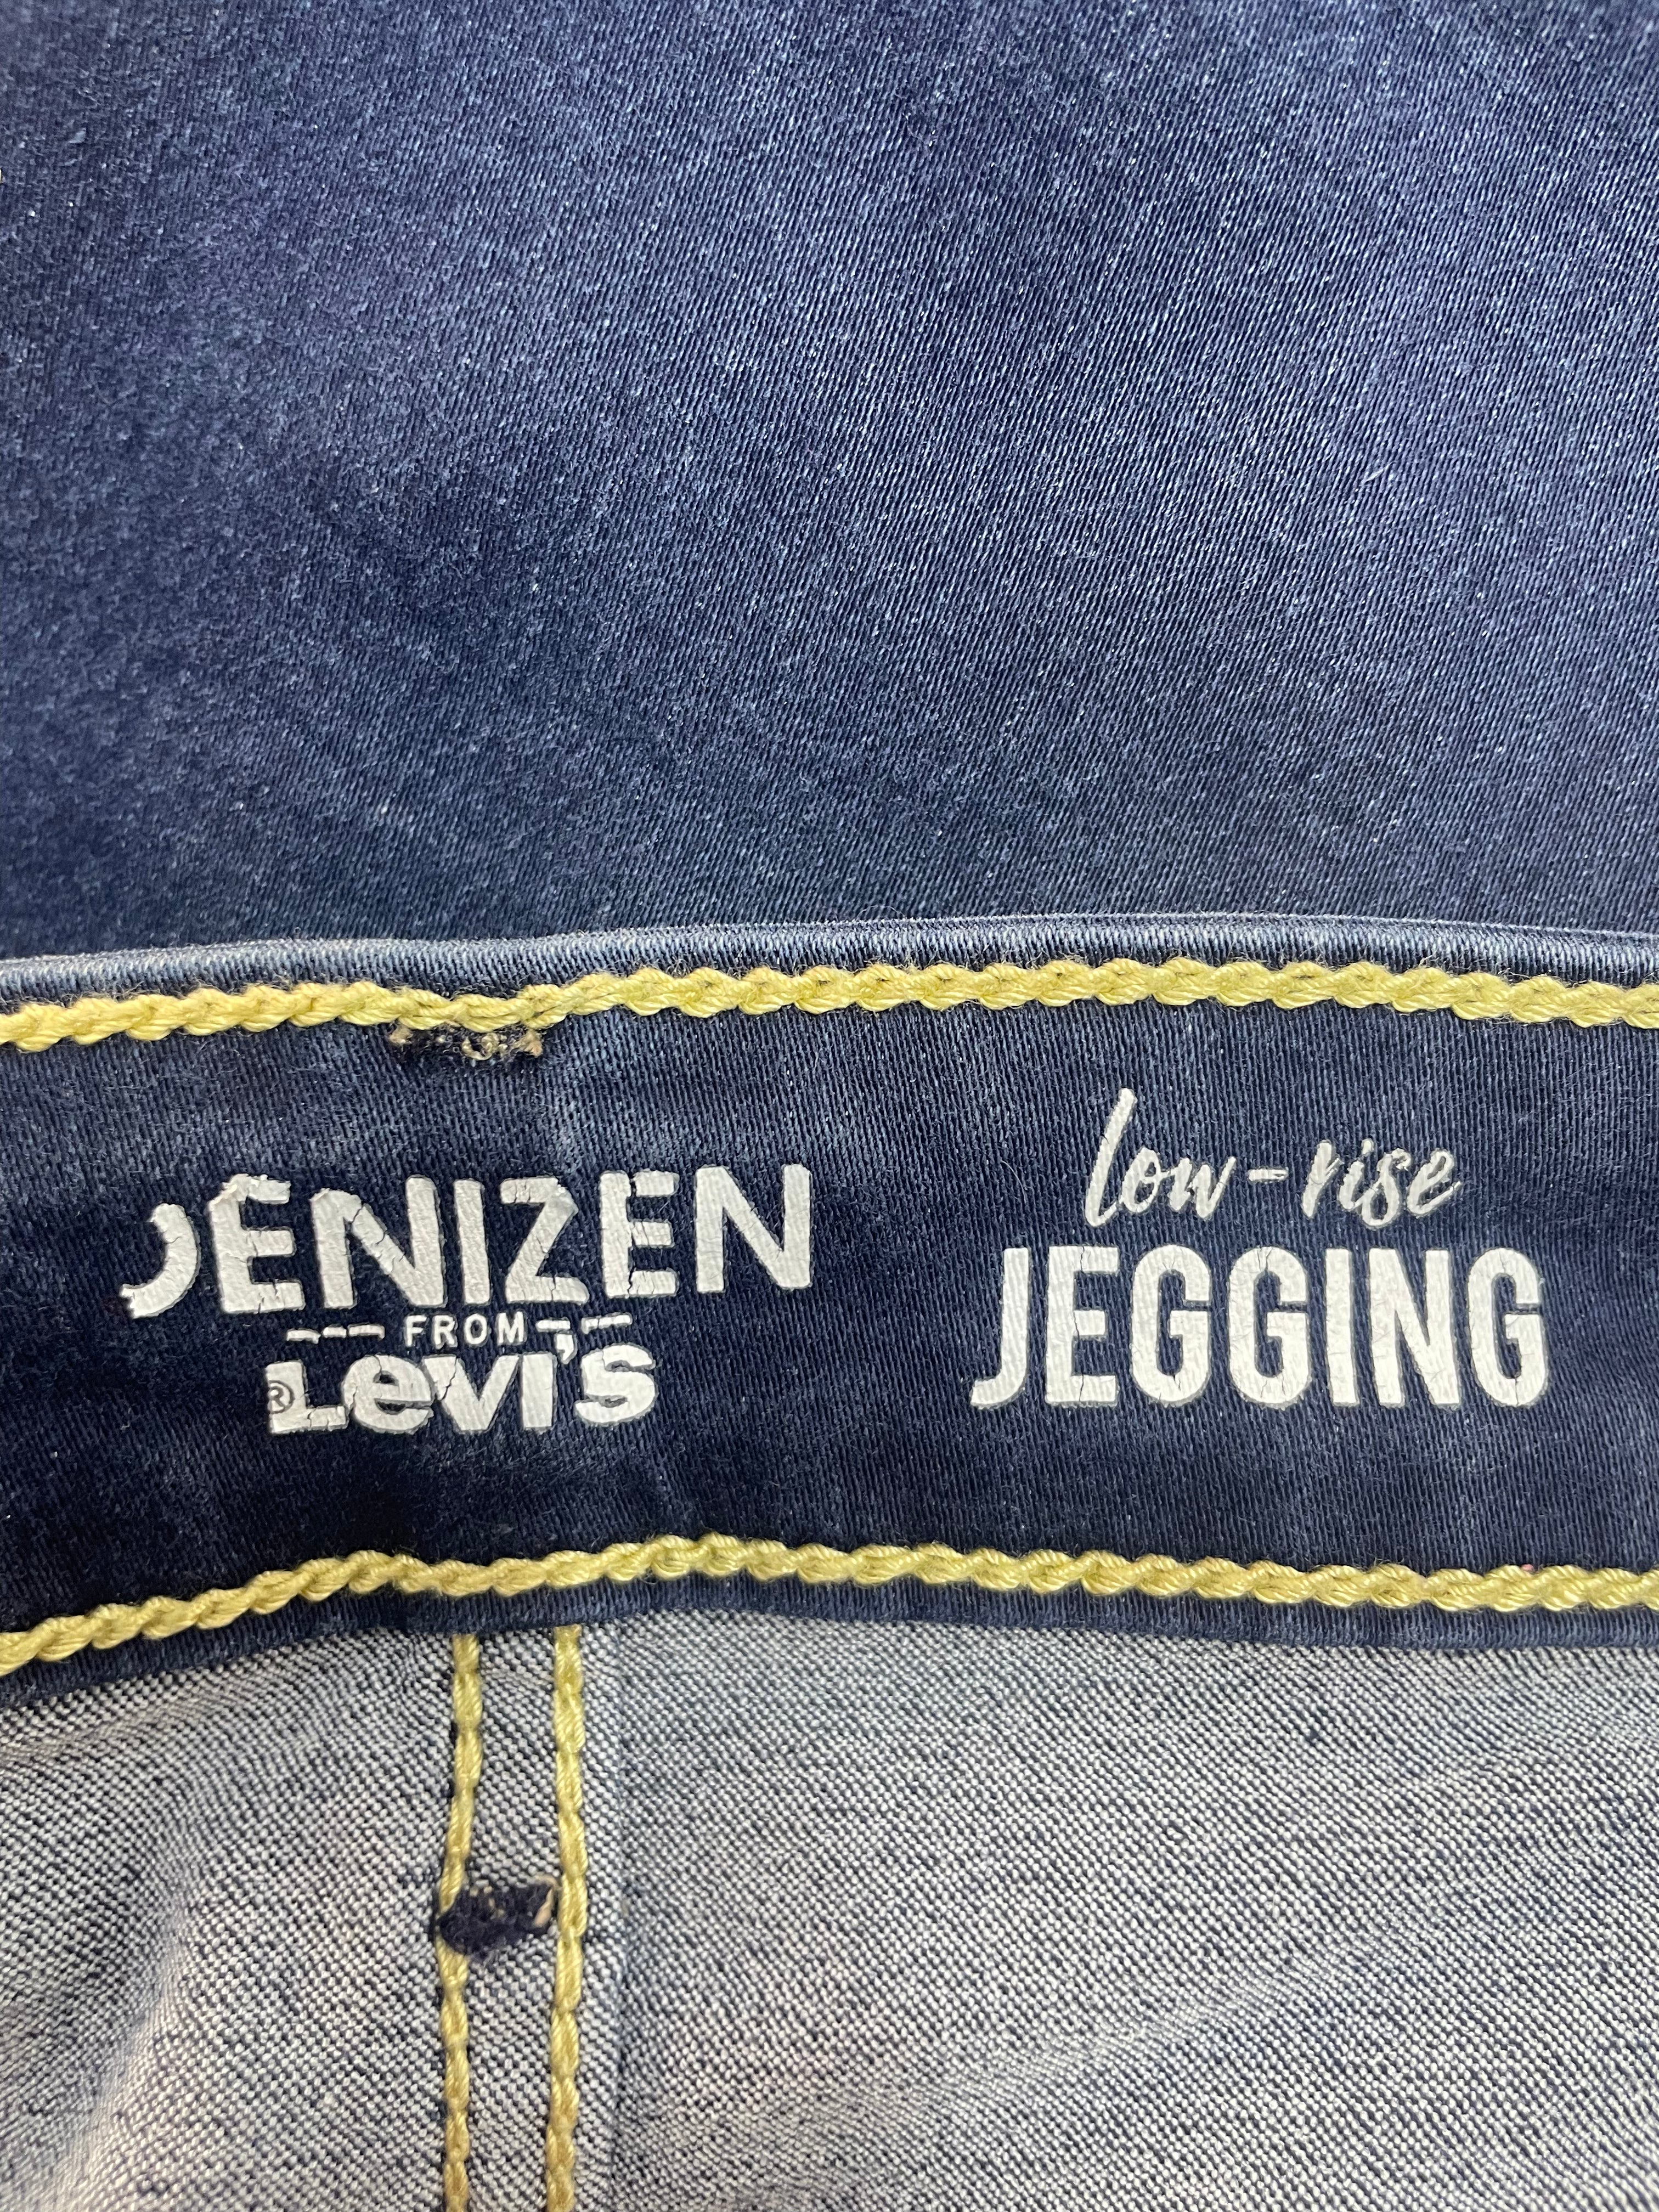 DENIZEN
FROM
® Levi's
low-rise
JEGGING